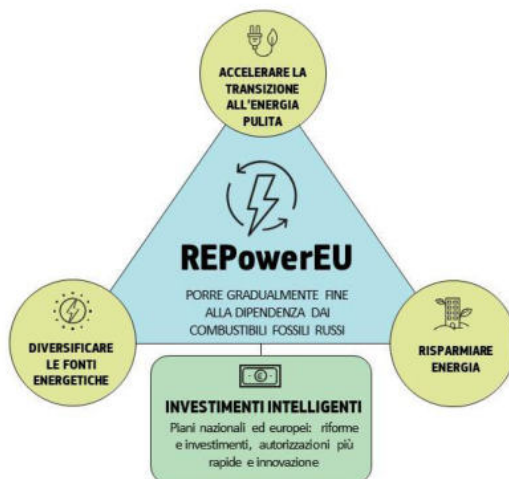 ACCELERARE LA
TRANSIZIONE
ALL'ENERGIA
PULITA
REPowerEU
PORRE GRADUALMENTE FINE
ALLA DIPENDENZA DAI
COMBUSTIBILI FOSSILI RUSSI
DIVERSIFICARE
LE FONTI
ENERGETICHE
RISPARMIARE
ENERGIA
INVESTIMENTI INTELLIGENTI
Piani nazionali ed europei: riforme
e investimenti, autorizzazioni più
rapide e innovazione